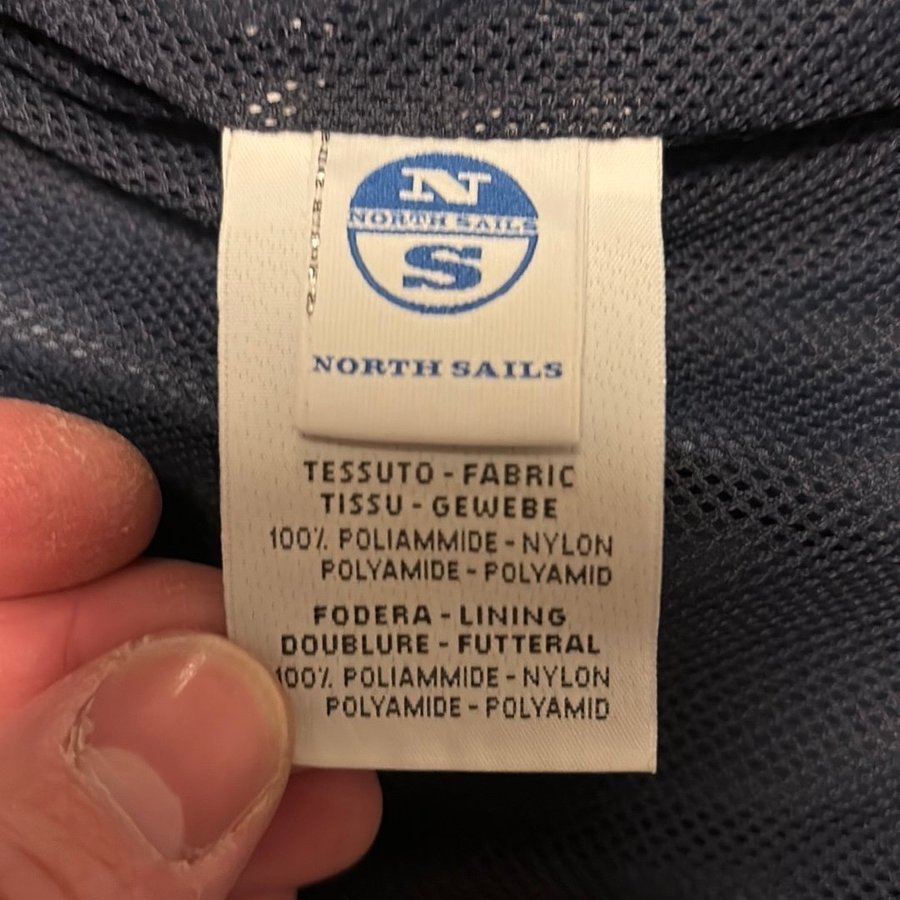 N
NORTH SAILS
S
NORTH SAILS
TESSUTO - FABRIC
TISSU - GEWEBE
100% POLIAMMIDE - NYLON
POLYAMIDE - POLYAMID
FODERA - LINING
DOUBLURE - FUTTERAL
100% POLIAMMIDE - NYLON
POLYAMIDE - POLYAMID